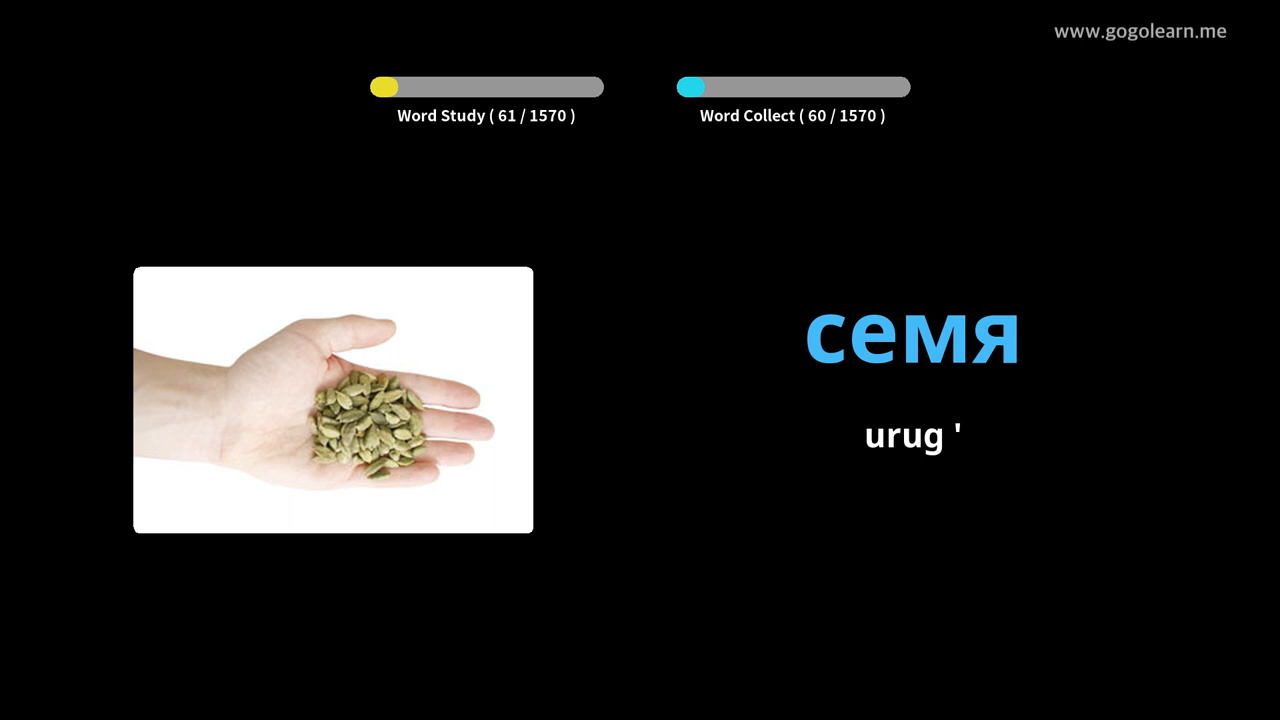 www.gogolearn.me
Word Study ( 61 / 1570 )
Word Collect ( 60 / 1570 )
семя
urug '